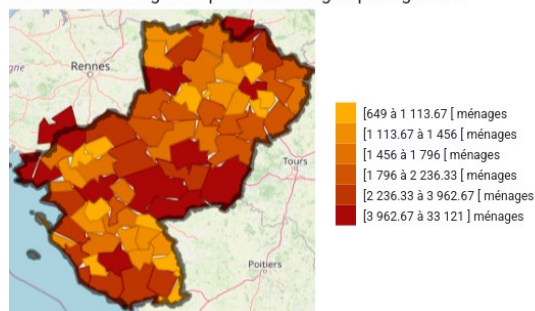 Rennes
[649 à 1 113.67 [ ménages
[1 113.67 à 1 456 [ ménages
[1 456 à 1 796 [ ménages
[1 796 à 2 236.33 [ ménages
[2 236.33 à 3 962.67 [ ménages
[3 962.67 à 33 121 ] ménages
Tours
Poitiers